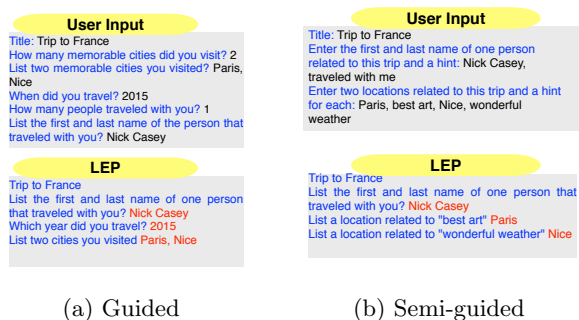 User Input
Title: Trip to France
How many memorable cities did you visit? 2
List two memorable cities you visited? Paris,
Nice
When did you travel? 2015
How many people traveled with you? 1
List the first and last name of the person that
traveled with you? Nick Casey
LEP
Trip to France
List the first and last name of one person
that traveled with you? Nick Casey
Which year did you travel? 2015
List two cities you visited Paris, Nice
(a) Guided
User Input
Title: Trip to France
Enter the first and last name of one person
related to this trip and a hint: Nick Casey,
traveled with me
Enter two locations related to this trip and a hint
for each: Paris, best art, Nice, wonderful
weather
LEP
Trip to France
List the first and last name of one person that
traveled with you? Nick Casey
List a location related to "best art" Paris
List a location related to "wonderful weather" Nice
(b) Semi-guided